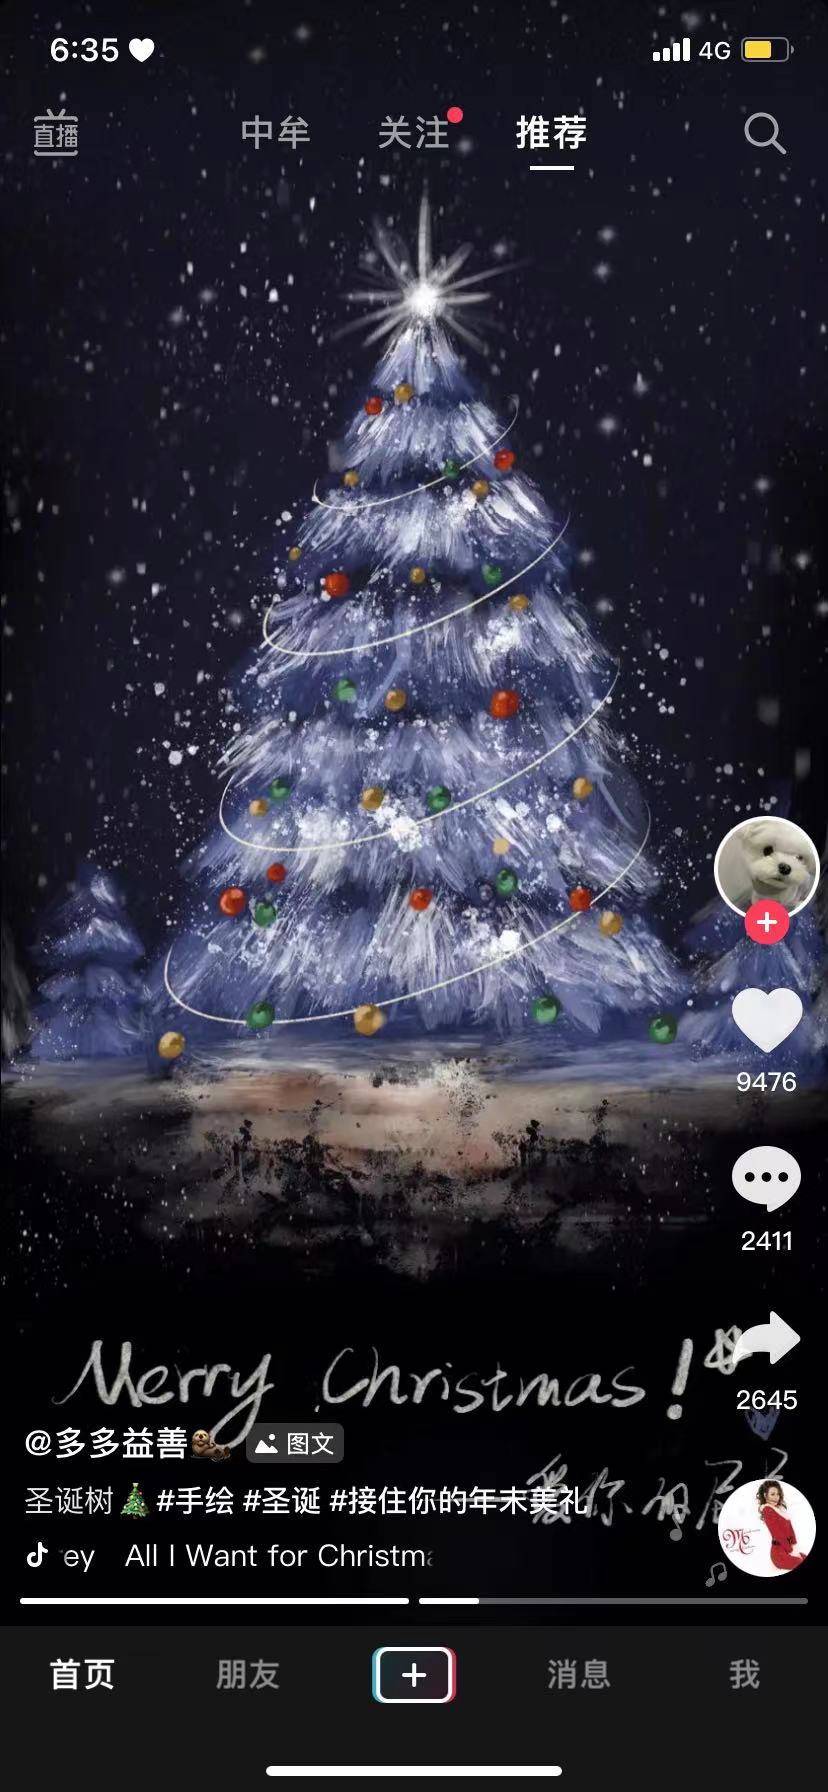 6:35
4G
直播
中牟
关注
推荐
9476
2411
2645
Merry Christmas!
@多多益善
图文
爱你的
圣诞树🎄#手绘 #圣诞 #接住你的年末美礼
ey All I Want for Christm
首页
朋友
消息
我